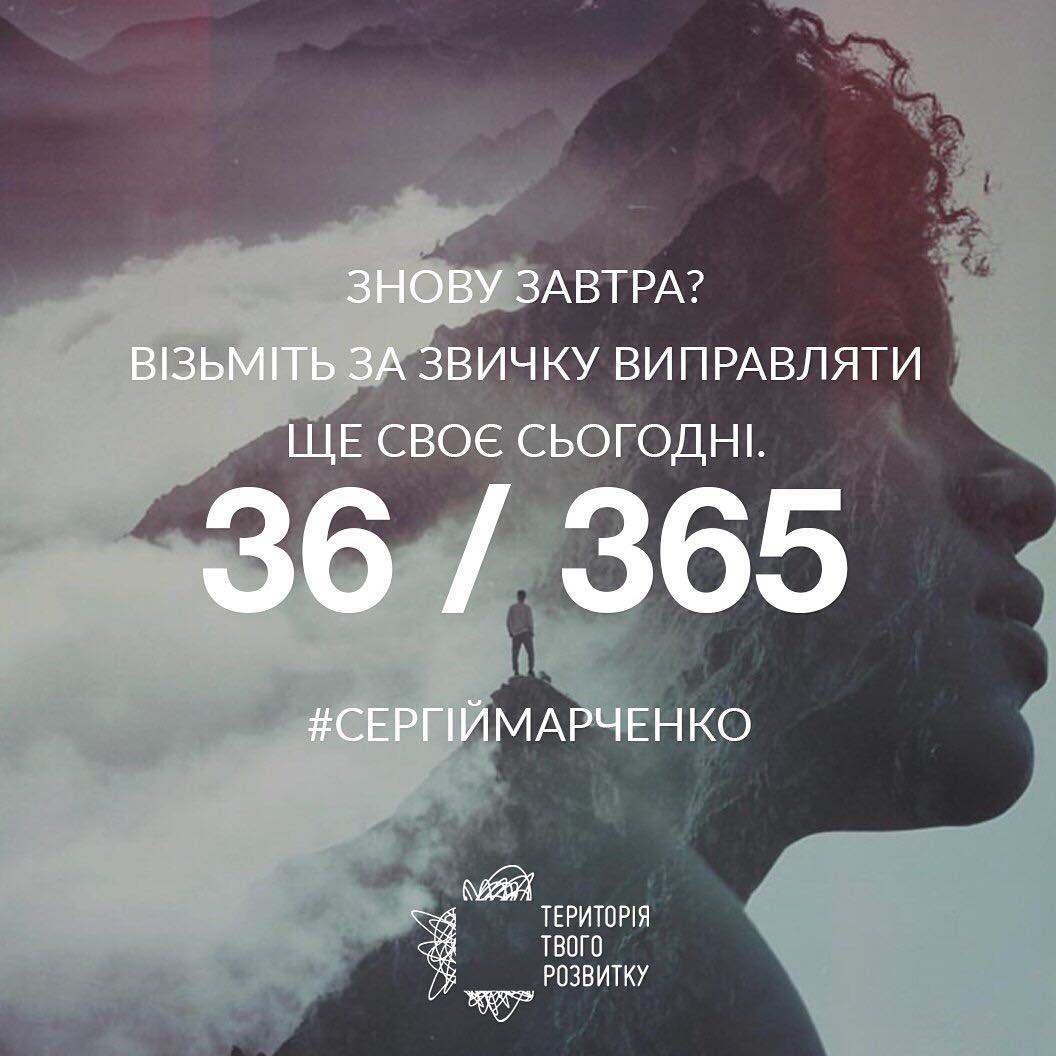 ЗНОВУ ЗАВТРА?
ВІЗЬМІТЬ ЗА ЗВИЧКУ ВИПРАВЛЯТИ
ЩЕ СВОЄ СЬОГОДНІ.
36 / 365
#СЕРГІЙМАРЧЕНКО
ТЕРИТОРІЯ
ТВОГО
РОЗВИТКУ